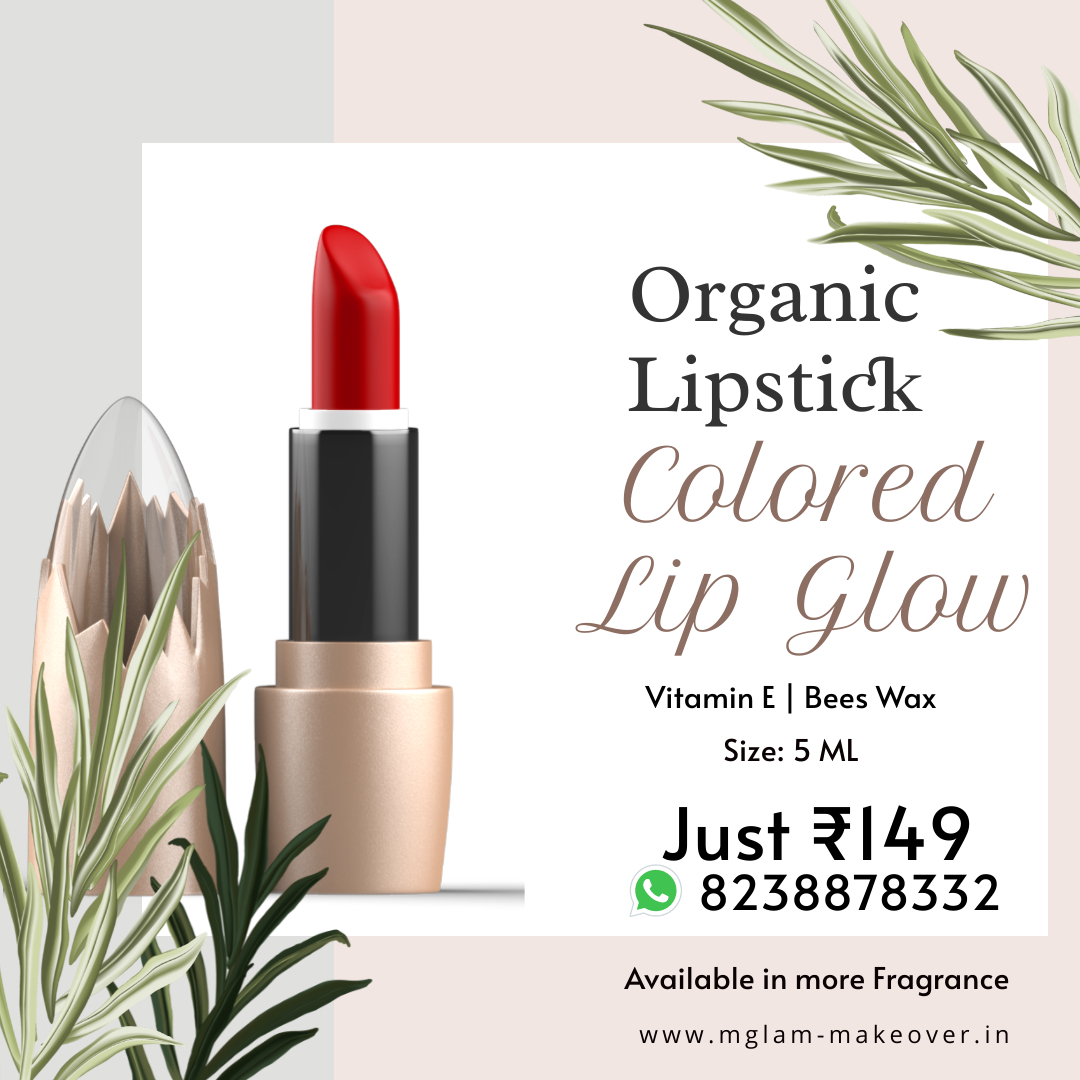 Organic
Lipstick
Colored
Lip Glow
Vitamin E | Bees Wax
Size: 5 ML
Just ₹149
8238878332
Available in more Fragrance
www.mglam-makeover.in